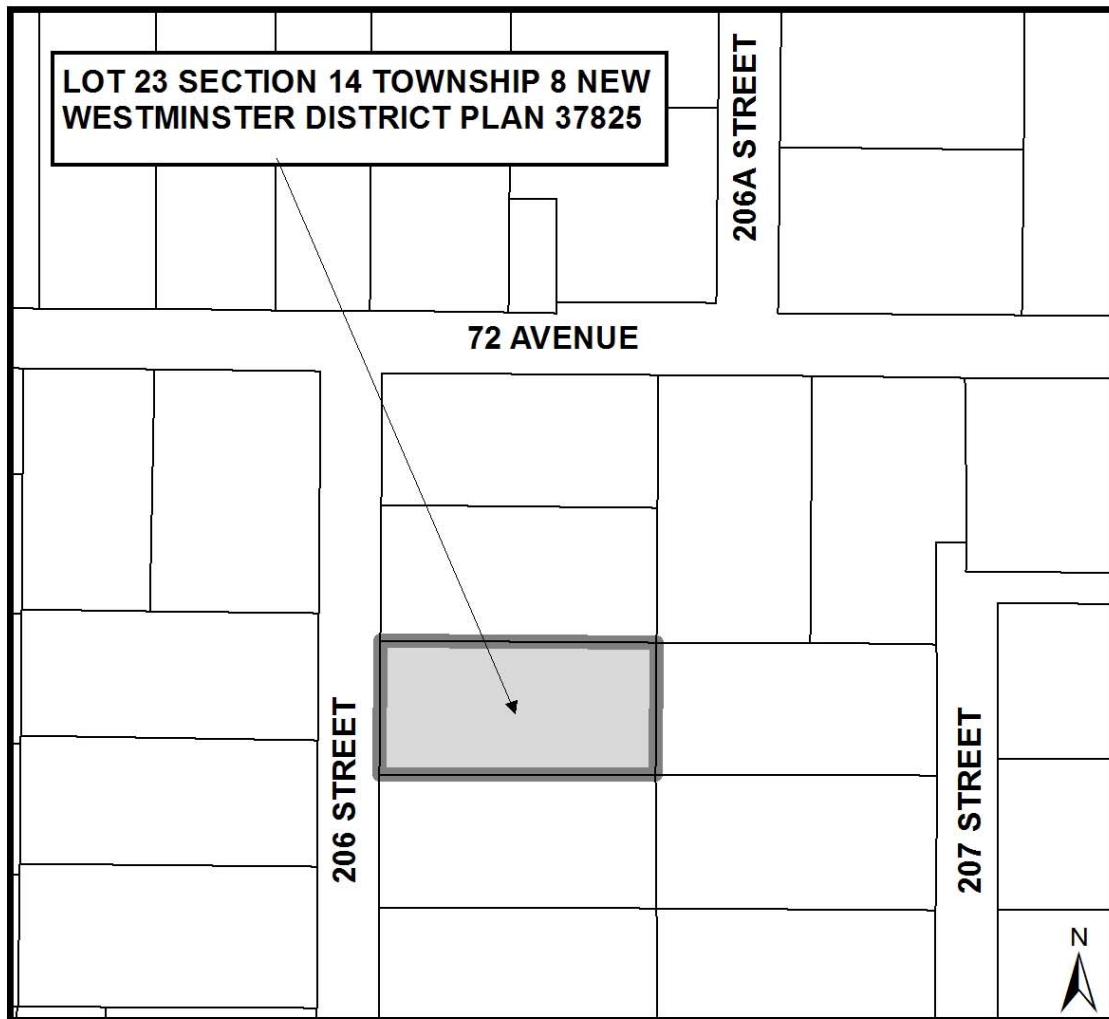 LOT 23 SECTION 14 TOWNSHIP 8 NEW
WESTMINSTER DISTRICT PLAN 37825
206A STREET
72 AVENUE
206 STREET
207 STREET
N